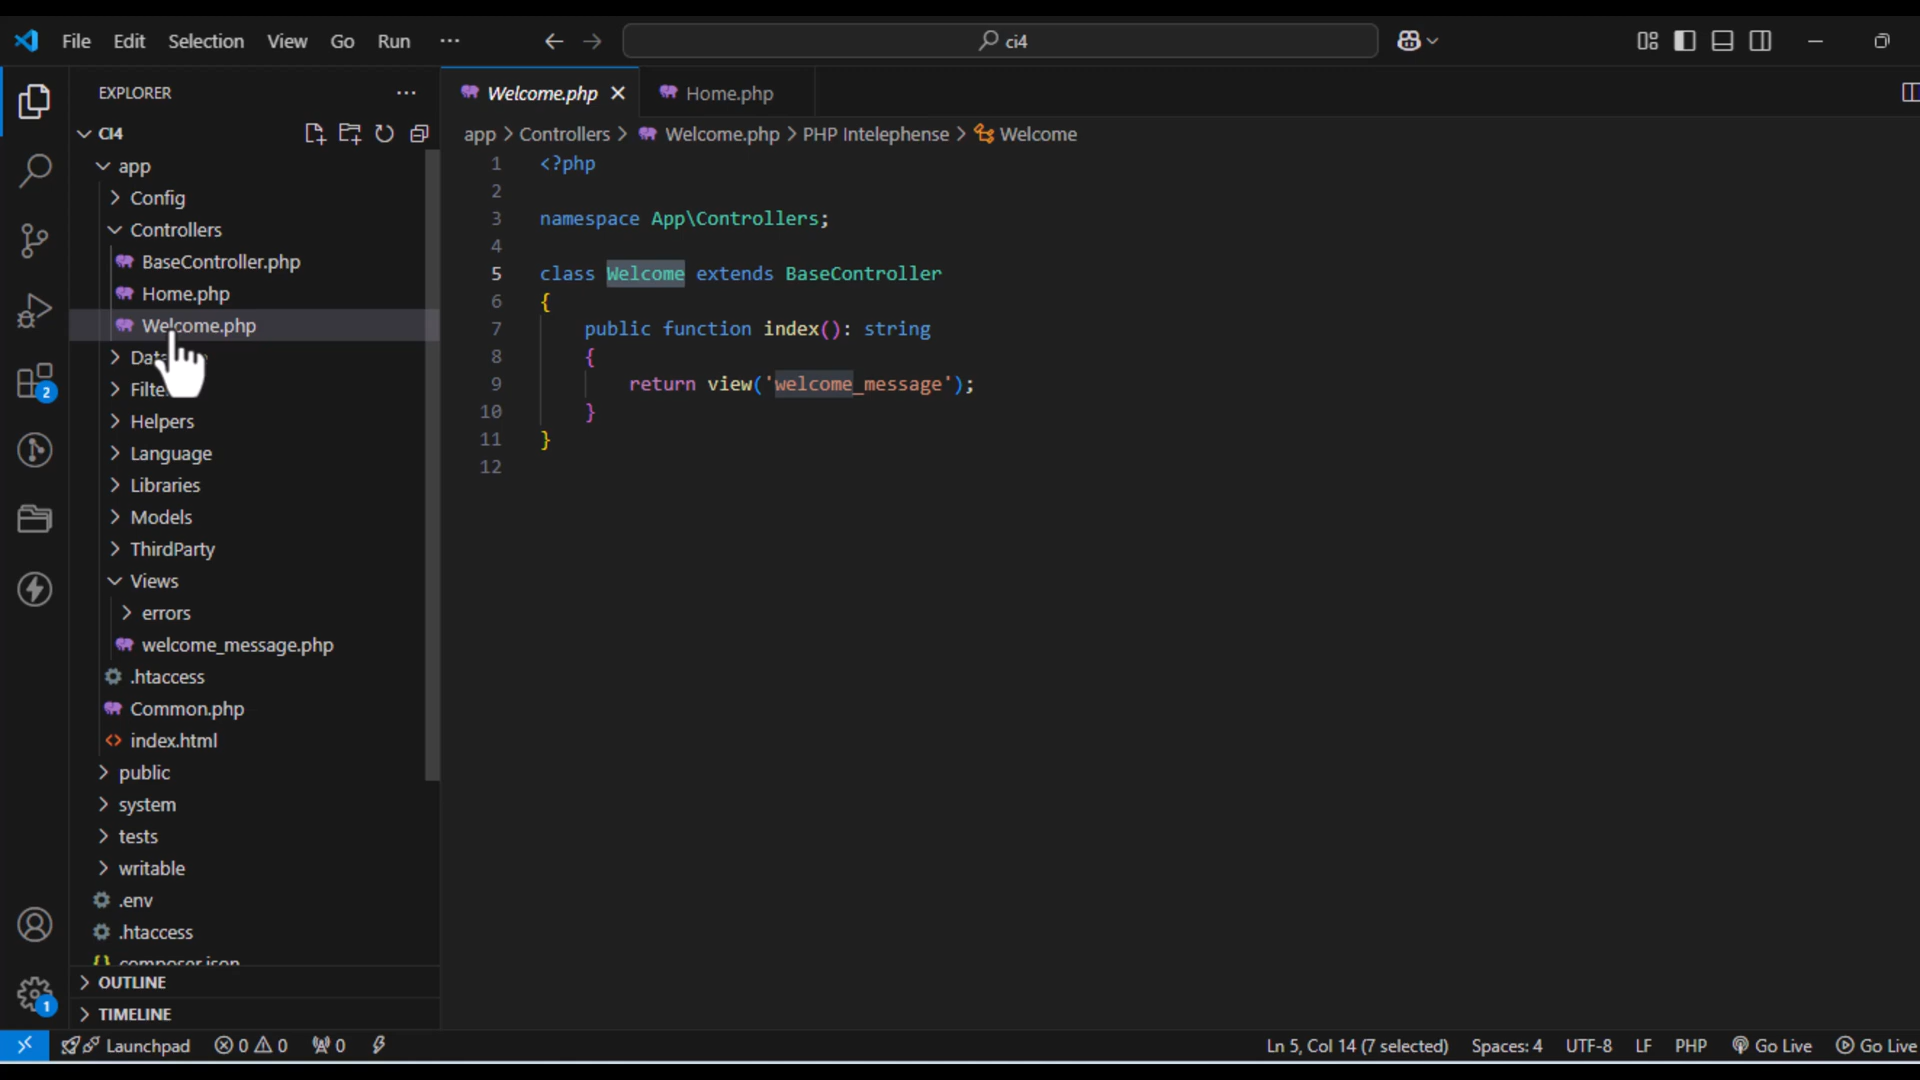 File Edit Selection View Go Run ...
ci4
EXPLORER
CI4
app
Config
Controllers
BaseController.php
Home.php
Welcome.php
Helpers
Language
Libraries
Models
ThirdParty
Views
errors
welcome_message.php
.htaccess
Common.php
index.html
public
system
tests
writable
.env
.htaccess
composer.json
OUTLINE
TIMELINE
2
1
Welcome.php Home.php
app > Controllers > Welcome.php > PHP Intelephense > Welcome
1 <?php
2
3 namespace App\Controllers;
4
5 class Welcome extends BaseController
6 {
7 public function index(): string
8 {
9 return view('welcome_message');
10 }
11 }
12
Launchpad 0 0 0 Ln 5, Col 14 (7 selected) Spaces: 4 UTF-8 LF PHP Go Live Go Live